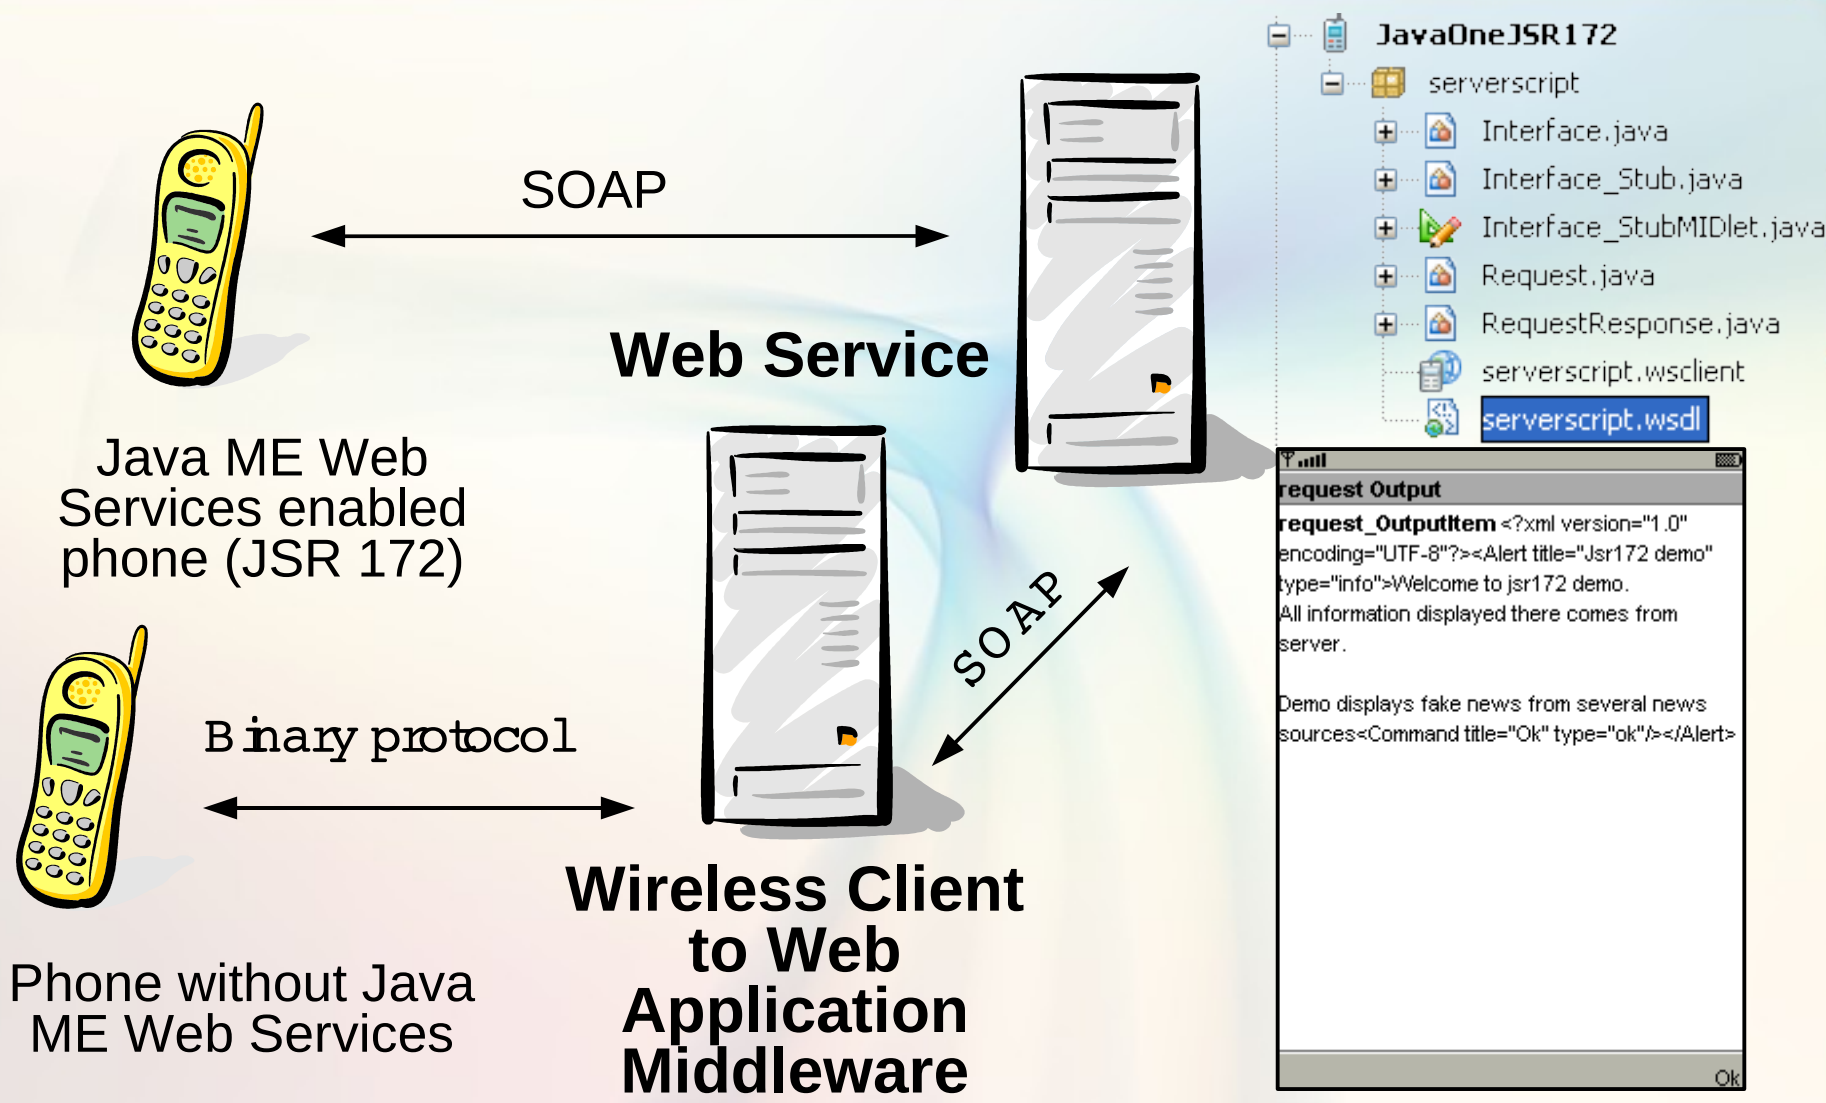 SOAP
Web Service
Java ME Web
Services enabled
phone (JSR 172)
SOAP
Binary protocol
Wireless Client
to Web
Application
Middleware
Phone without Java
ME Web Services
JavaOneJSR172
serverscript
Interface.java
Interface_Stub.java
Interface_StubMIDlet.java
Request.java
RequestResponse.java
serverscript.wsclient
serverscript.wsdl
request Output
request_OutputItem <?xml version="1.0"
encoding="UTF-8"?><Alert title="Jsr172 demo"
type="info">Welcome to jsr172 demo.
All information displayed there comes from
server.
Demo displays fake news from several news
sources<Command title="Ok" type="ok"/></Alert>
Ok